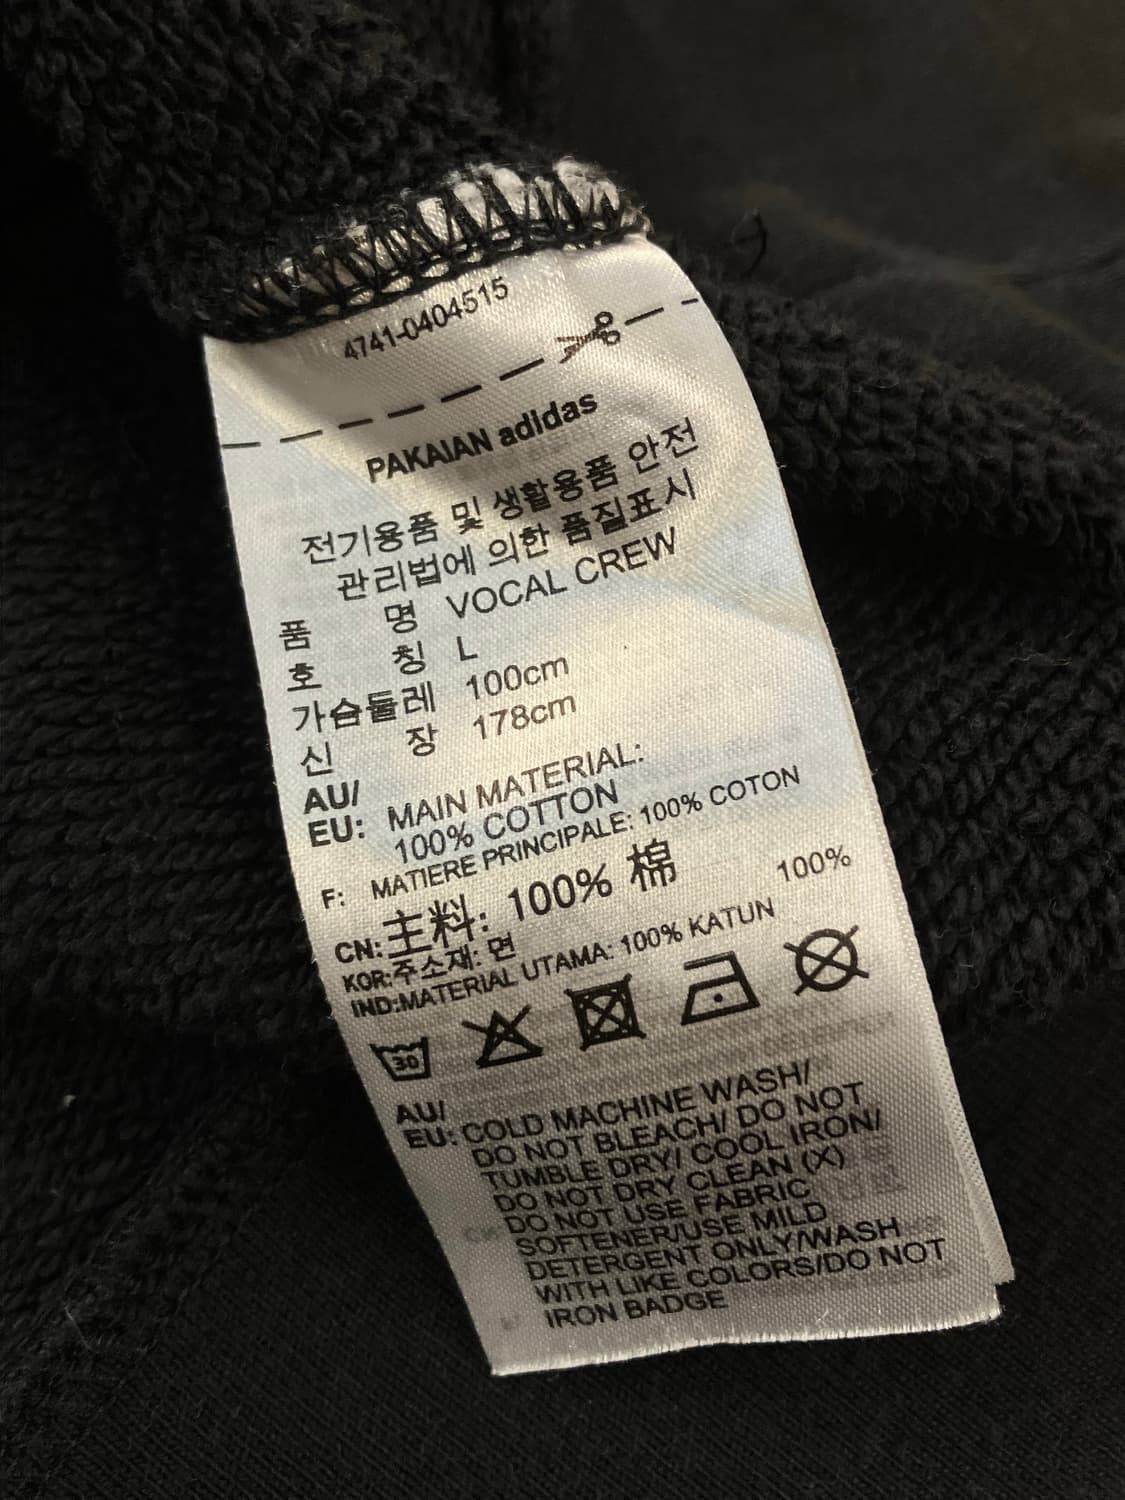 4741-0404515
PAKAIAN adidas
전기용품 및 생활용품 안전
관리법에 의한 품질표시
품 명 VOCAL CREW
호 칭 L
가슴둘레 100cm
신 장 178cm
AU/
EU: MAIN MATERIAL:
100% COTTON
F: MATIERE PRINCIPALE: 100% COTON
CN: 主料: 100% 棉
KOR:주소재: 면 100%
IND:MATERIAL UTAMA: 100% KATUN
30
AU/
EU: COLD MACHINE WASH/
DO NOT BLEACH/ DO NOT
TUMBLE DRY/ COOL IRON/
DO NOT DRY CLEAN (X)
DO NOT USE FABRIC
SOFTENER/USE MILD
DETERGENT ONLY/WASH
WITH LIKE COLORS/DO NOT
IRON BADGE